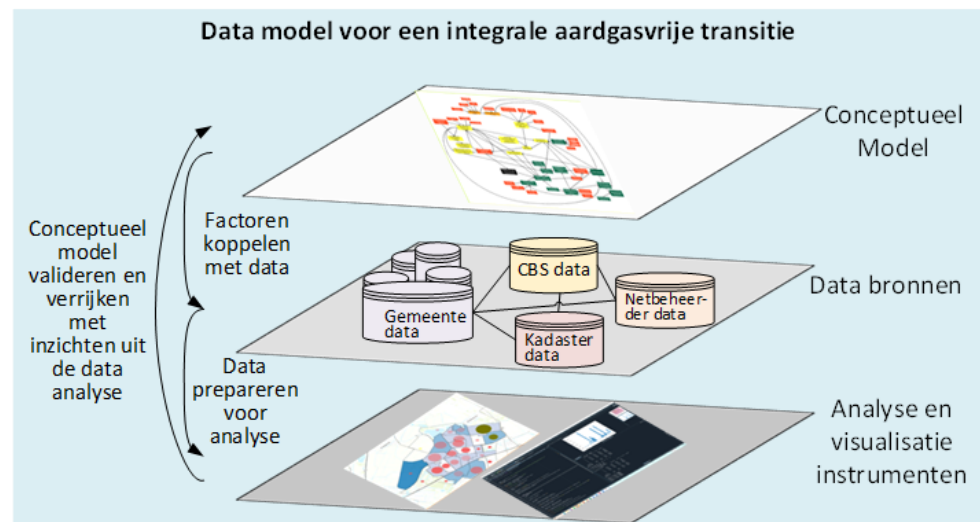 Data model voor een integrale aardgasvrije transitie
Conceptueel
Model
Factoren
koppelen
met data
Conceptueel
model
valideren en
verrijken
met
inzichten uit
de data
analyse
CBS data
Netbeheer-
der data
Gemeente
data
Kadaster
data
Data bronnen
Data
prepareren
voor
analyse
Analyse en
visualisatie
instrumenten